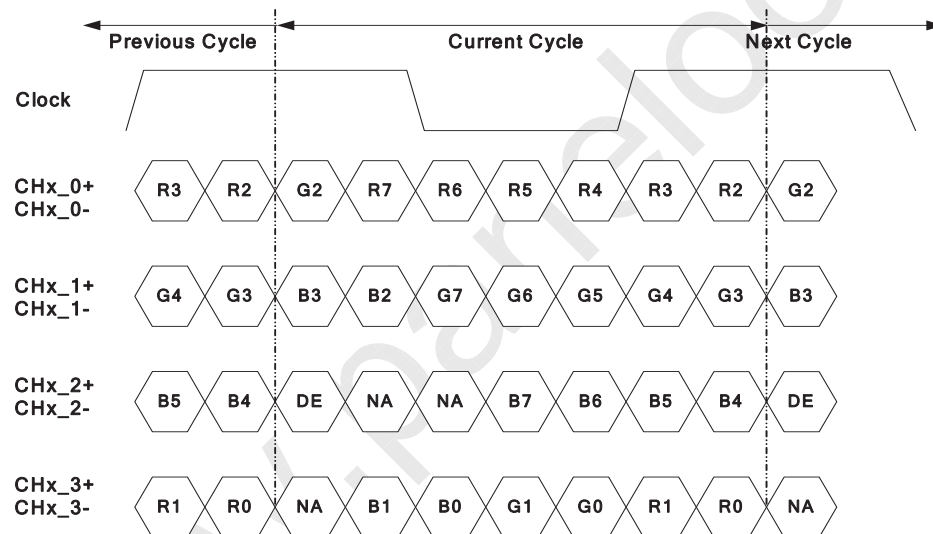 Previous Cycle Current Cycle Next Cycle
Clock
CHx_0+
CHx_0-
R3 R2 G2 R7 R6 R5 R4 R3 R2 G2
CHx_1+
CHx_1-
G4 G3 B3 B2 G7 G6 G5 G4 G3 B3
CHx_2+
CHx_2-
B5 B4 DE NA NA B7 B6 B5 B4 DE
CHx_3+
CHx_3-
R1 R0 NA B1 B0 G1 G0 R1 R0 NA